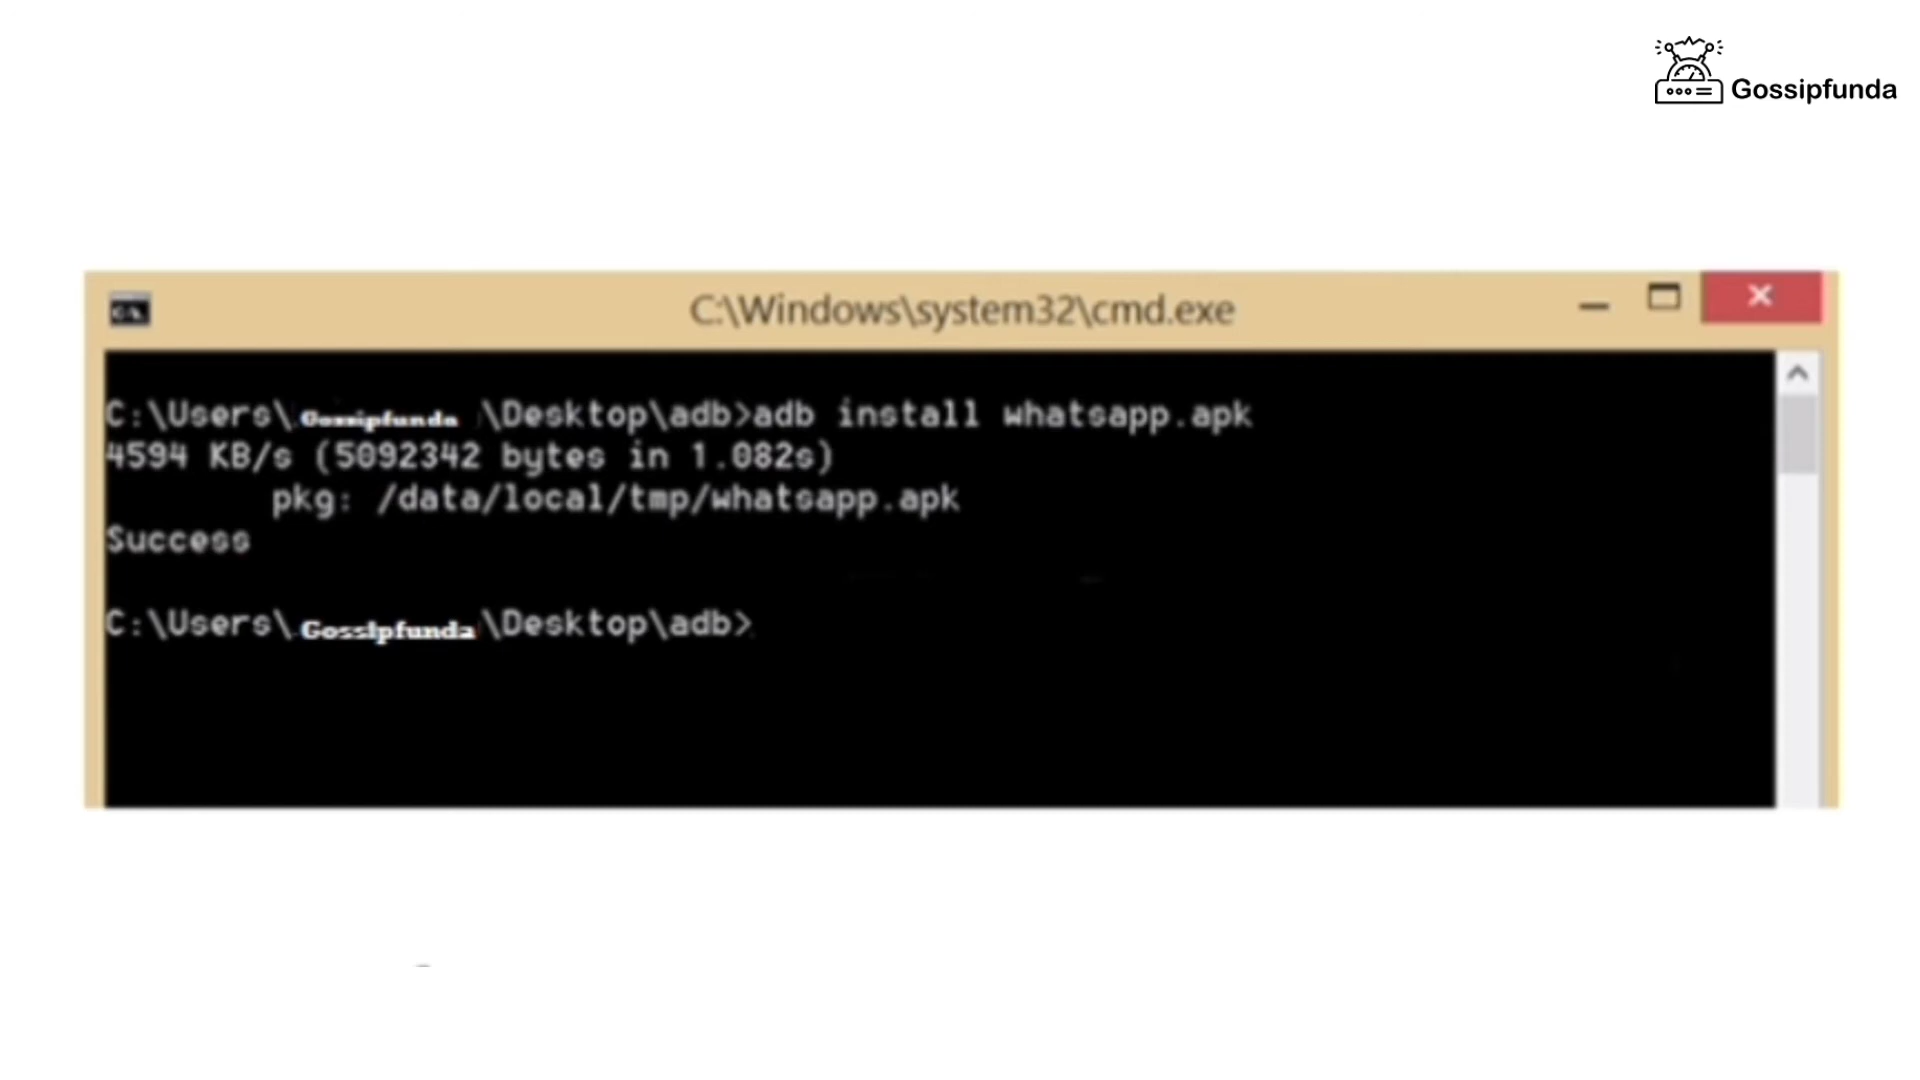 Gossipfunda
C:\Windows\system32\cmd.exe
C:\Users\Gossipfunda\Desktop\adb>adb install whatsapp.apk
4594 KB/s (5092342 bytes in 1.082s)
pkg: /data/local/tmp/whatsapp.apk
Success
C:\Users\Gossipfunda\Desktop\adb>